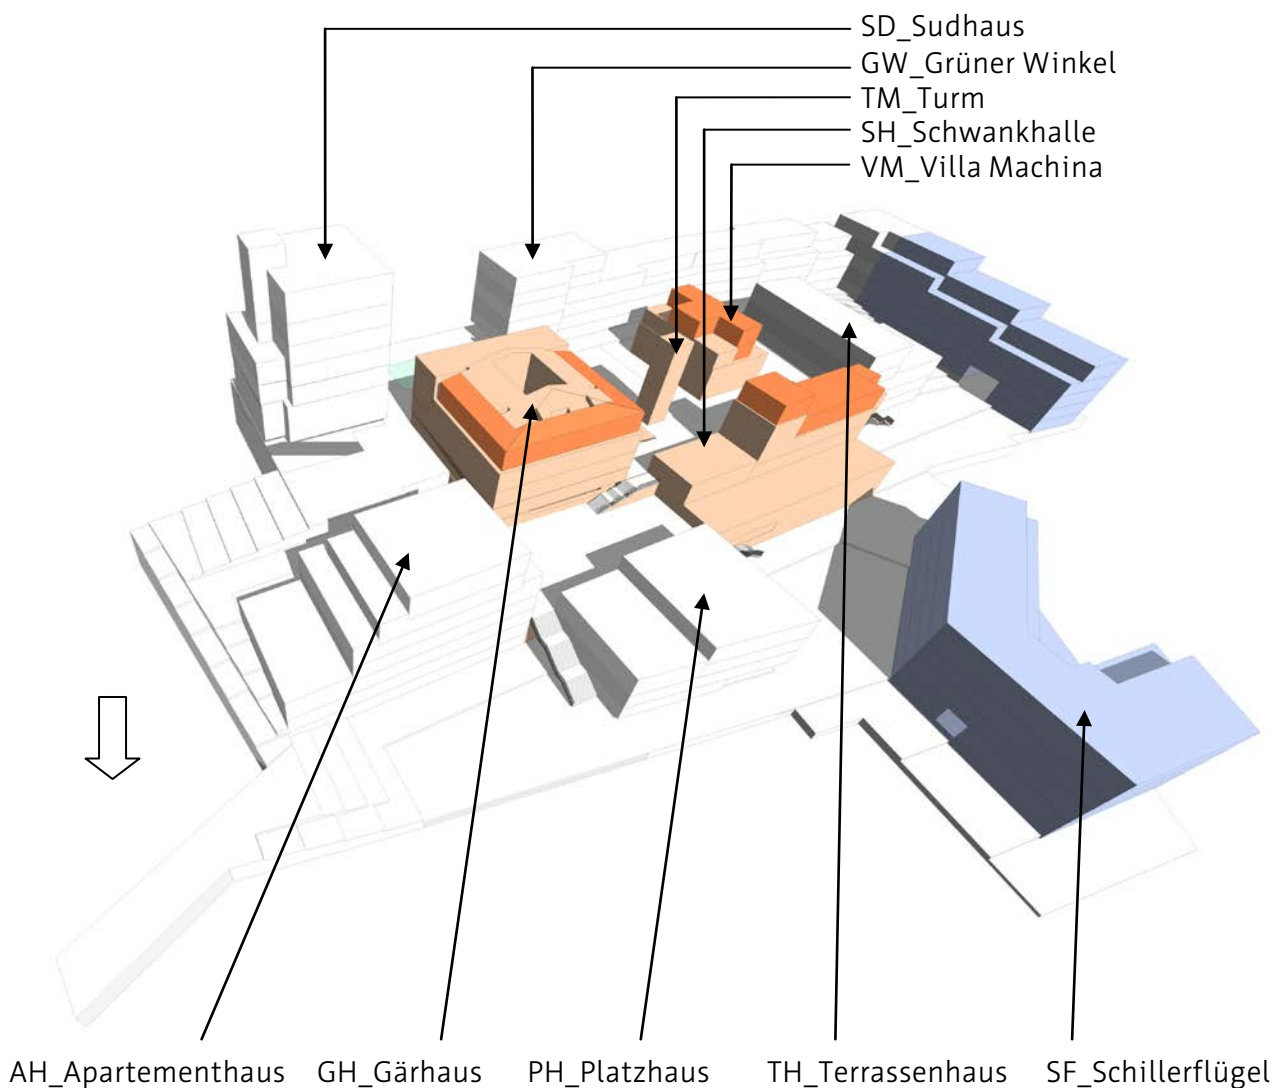 SD_Sudhaus
GW_Grüner Winkel
TM_Turm
SH_Schwankhalle
VM_Villa Machina
AH_Apartementhaus GH_Gärhaus PH_Platzhaus TH_Terrassenhaus SF_Schillerflügel